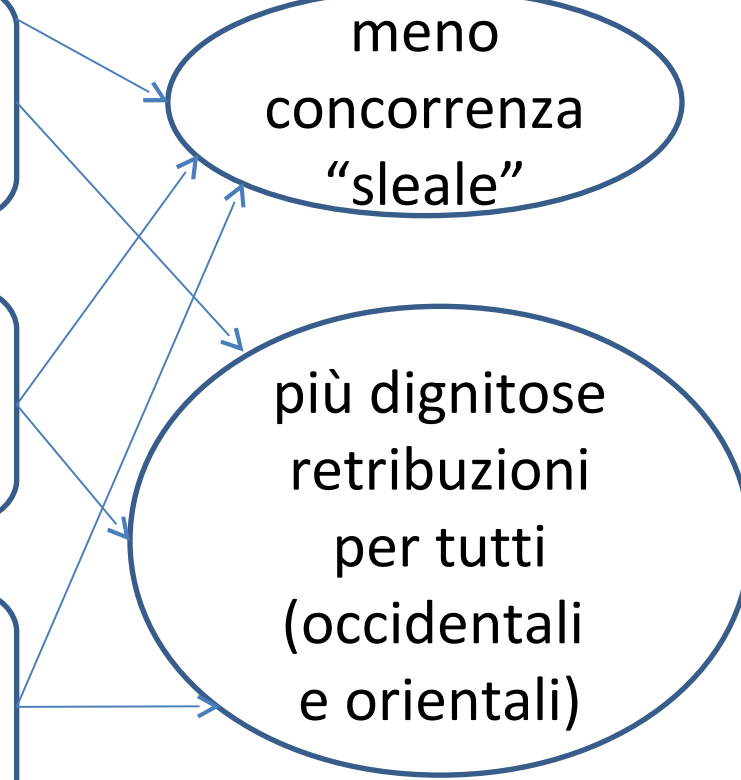 meno
concorrenza
“sleale”
più dignitose
retribuzioni
per tutti
(occidentali
e orientali)